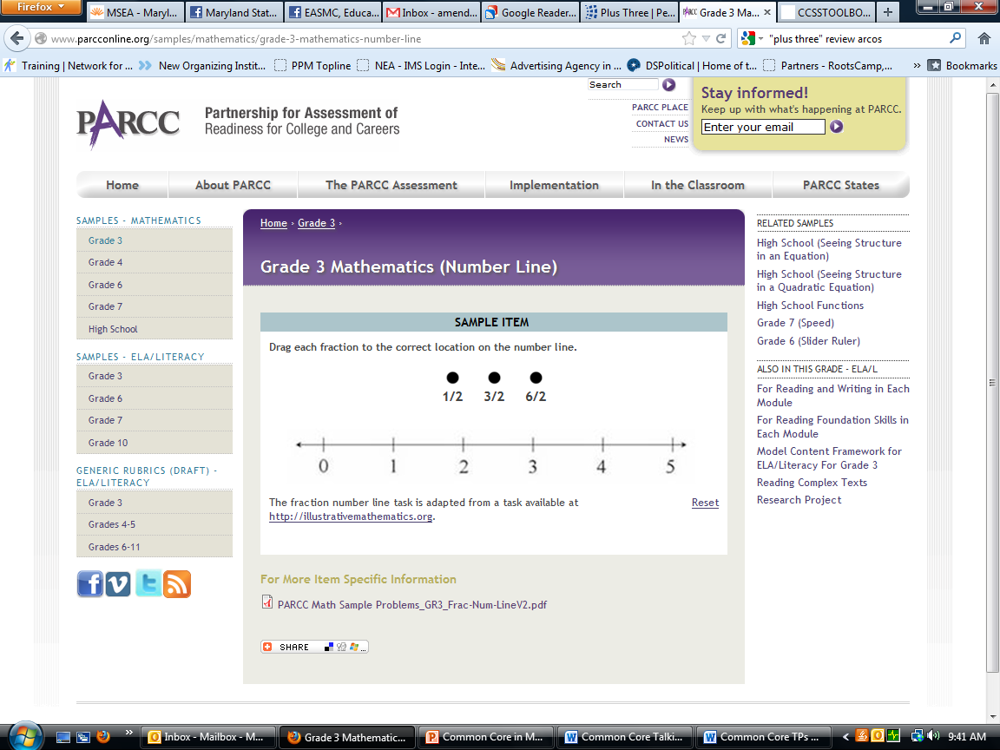 Firefox
MSEA - Maryl...
Maryland Stat...
EASMC, Educa...
Inbox - amend...
Google Reader...
Plus Three | Pe...
Grade 3 Ma...
CCSSTOOLBO...
www.parcconline.org/samples/mathematics/grade-3-mathematics-number-line
"plus three" review arcos
Training | Network for ...
New Organizing Instit...
PPM Topline
NEA - IMS Login - Inte...
Advertising Agency in ...
DSPolitical | Home of t...
Partners - RootsCamp,...
Bookmarks
PARCC
Partnership for Assessment of
Readiness for College and Careers
Search
PARCC PLACE
CONTACT US
NEWS
Stay informed!
Keep up with what's happening at PARCC.
Enter your email
Home
About PARCC
The PARCC Assessment
Implementation
In the Classroom
PARCC States
SAMPLES - MATHEMATICS
Grade 3
Grade 4
Grade 6
Grade 7
High School
SAMPLES - ELA/LITERACY
Grade 3
Grade 6
Grade 7
Grade 10
GENERIC RUBRICS (DRAFT) -
ELA/LITERACY
Grade 3
Grades 4-5
Grades 6-11
Home › Grade 3 ›
Grade 3 Mathematics (Number Line)
SAMPLE ITEM
Drag each fraction to the correct location on the number line.
1/2 3/2 6/2
0 1 2 3 4 5
The fraction number line task is adapted from a task available at
http://illustrativemathematics.org.
Reset
For More Item Specific Information
PARCC Math Sample Problems_GR3_Frac-Num-LineV2.pdf
SHARE ...
RELATED SAMPLES
High School (Seeing Structure
in an Equation)
High School (Seeing Structure
in a Quadratic Equation)
High School Functions
Grade 7 (Speed)
Grade 6 (Slider Ruler)
ALSO IN THIS GRADE - ELA/L
For Reading and Writing in Each
Module
For Reading Foundation Skills in
Each Module
Model Content Framework for
ELA/Literacy For Grade 3
Reading Complex Texts
Research Project
Inbox - Mailbox - M...
Grade 3 Mathematic...
Common Core in M...
Common Core Talki...
Common Core TPs ...
9:41 AM